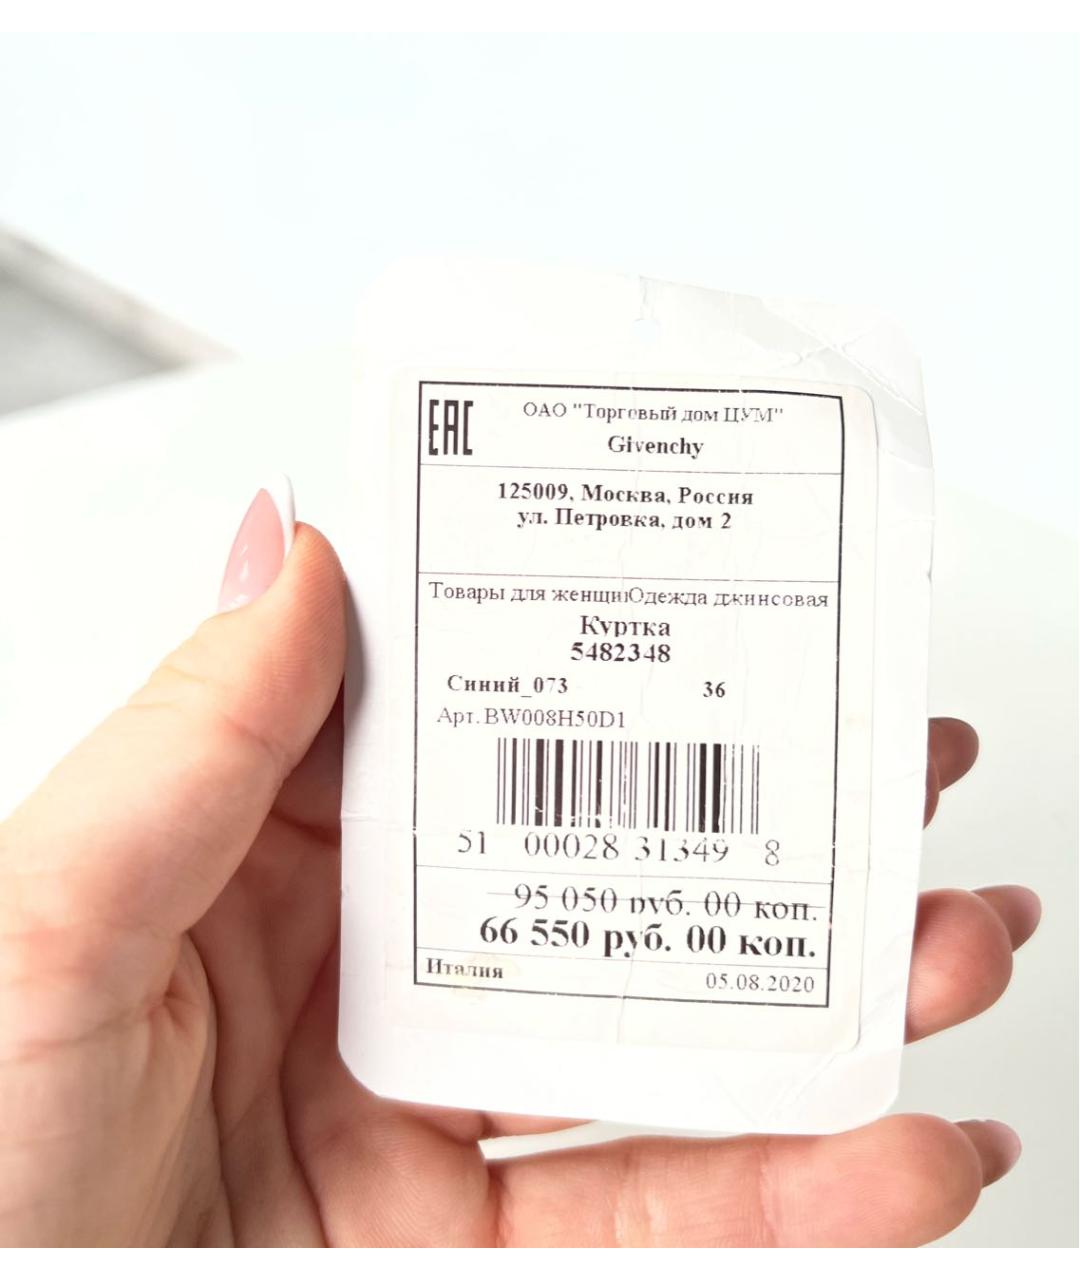 EAC
ОАО "Торговый дом ЦУМ"
Givenchy
125009, Москва, Россия
ул. Петровка, дом 2
Товары для женщиОдежда джинсовая
Куртка
5482348
Синий_073 36
Арт. BW008H50D1
51 00028 31349 8
95 050 руб. 00 коп.
66 550 руб. 00 коп.
Италия 05.08.2020